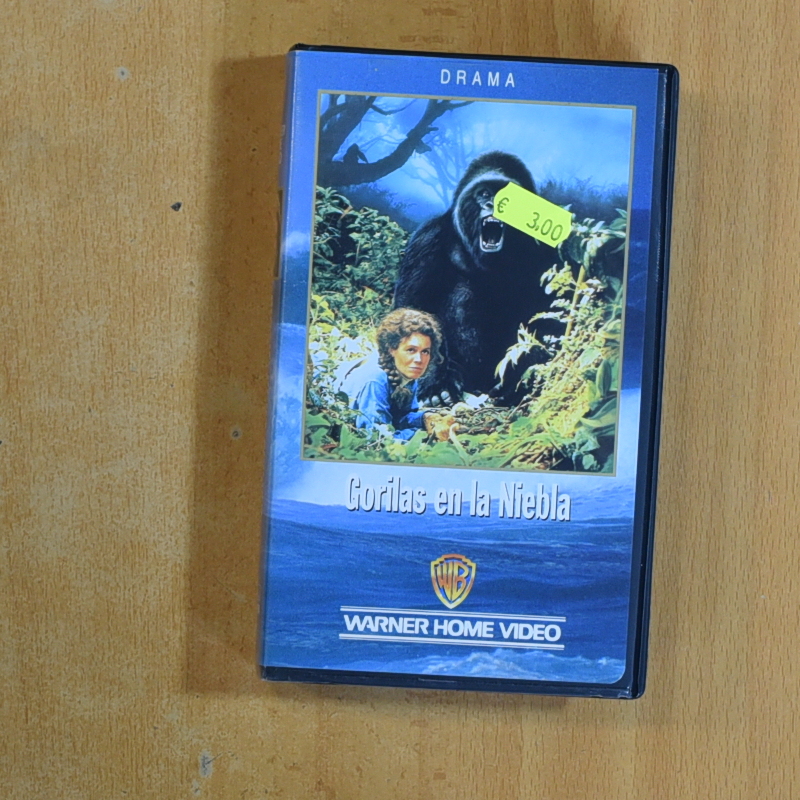 DRAMA
€ 3.00
Gorilas en la Niebla
WB
WARNER HOME VIDEO